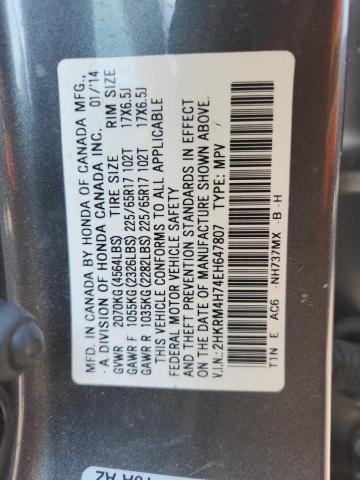 MFD. IN CANADA BY HONDA OF CANADA MFG.,
- A DIVISION OF HONDA CANADA INC. 01/'14
GVWR 2070KG(4564LBS) TIRE SIZE RIM SIZE
GAWR F 1055KG(2326LBS) 225/65R17 102T 17X6.5J
GAWR R 1035KG(2282LBS) 225/65R17 102T 17X6.5J
THIS VEHICLE CONFORMS TO ALL APPLICABLE
FEDERAL MOTOR VEHICLE SAFETY
AND THEFT PREVENTION STANDARDS IN EFFECT
ON THE DATE OF MANUFACTURE SHOWN ABOVE.
V.I.N.: 2HKRM4H74EH647807 TYPE: MPV
T1N E AC6 NH737MX -B -H